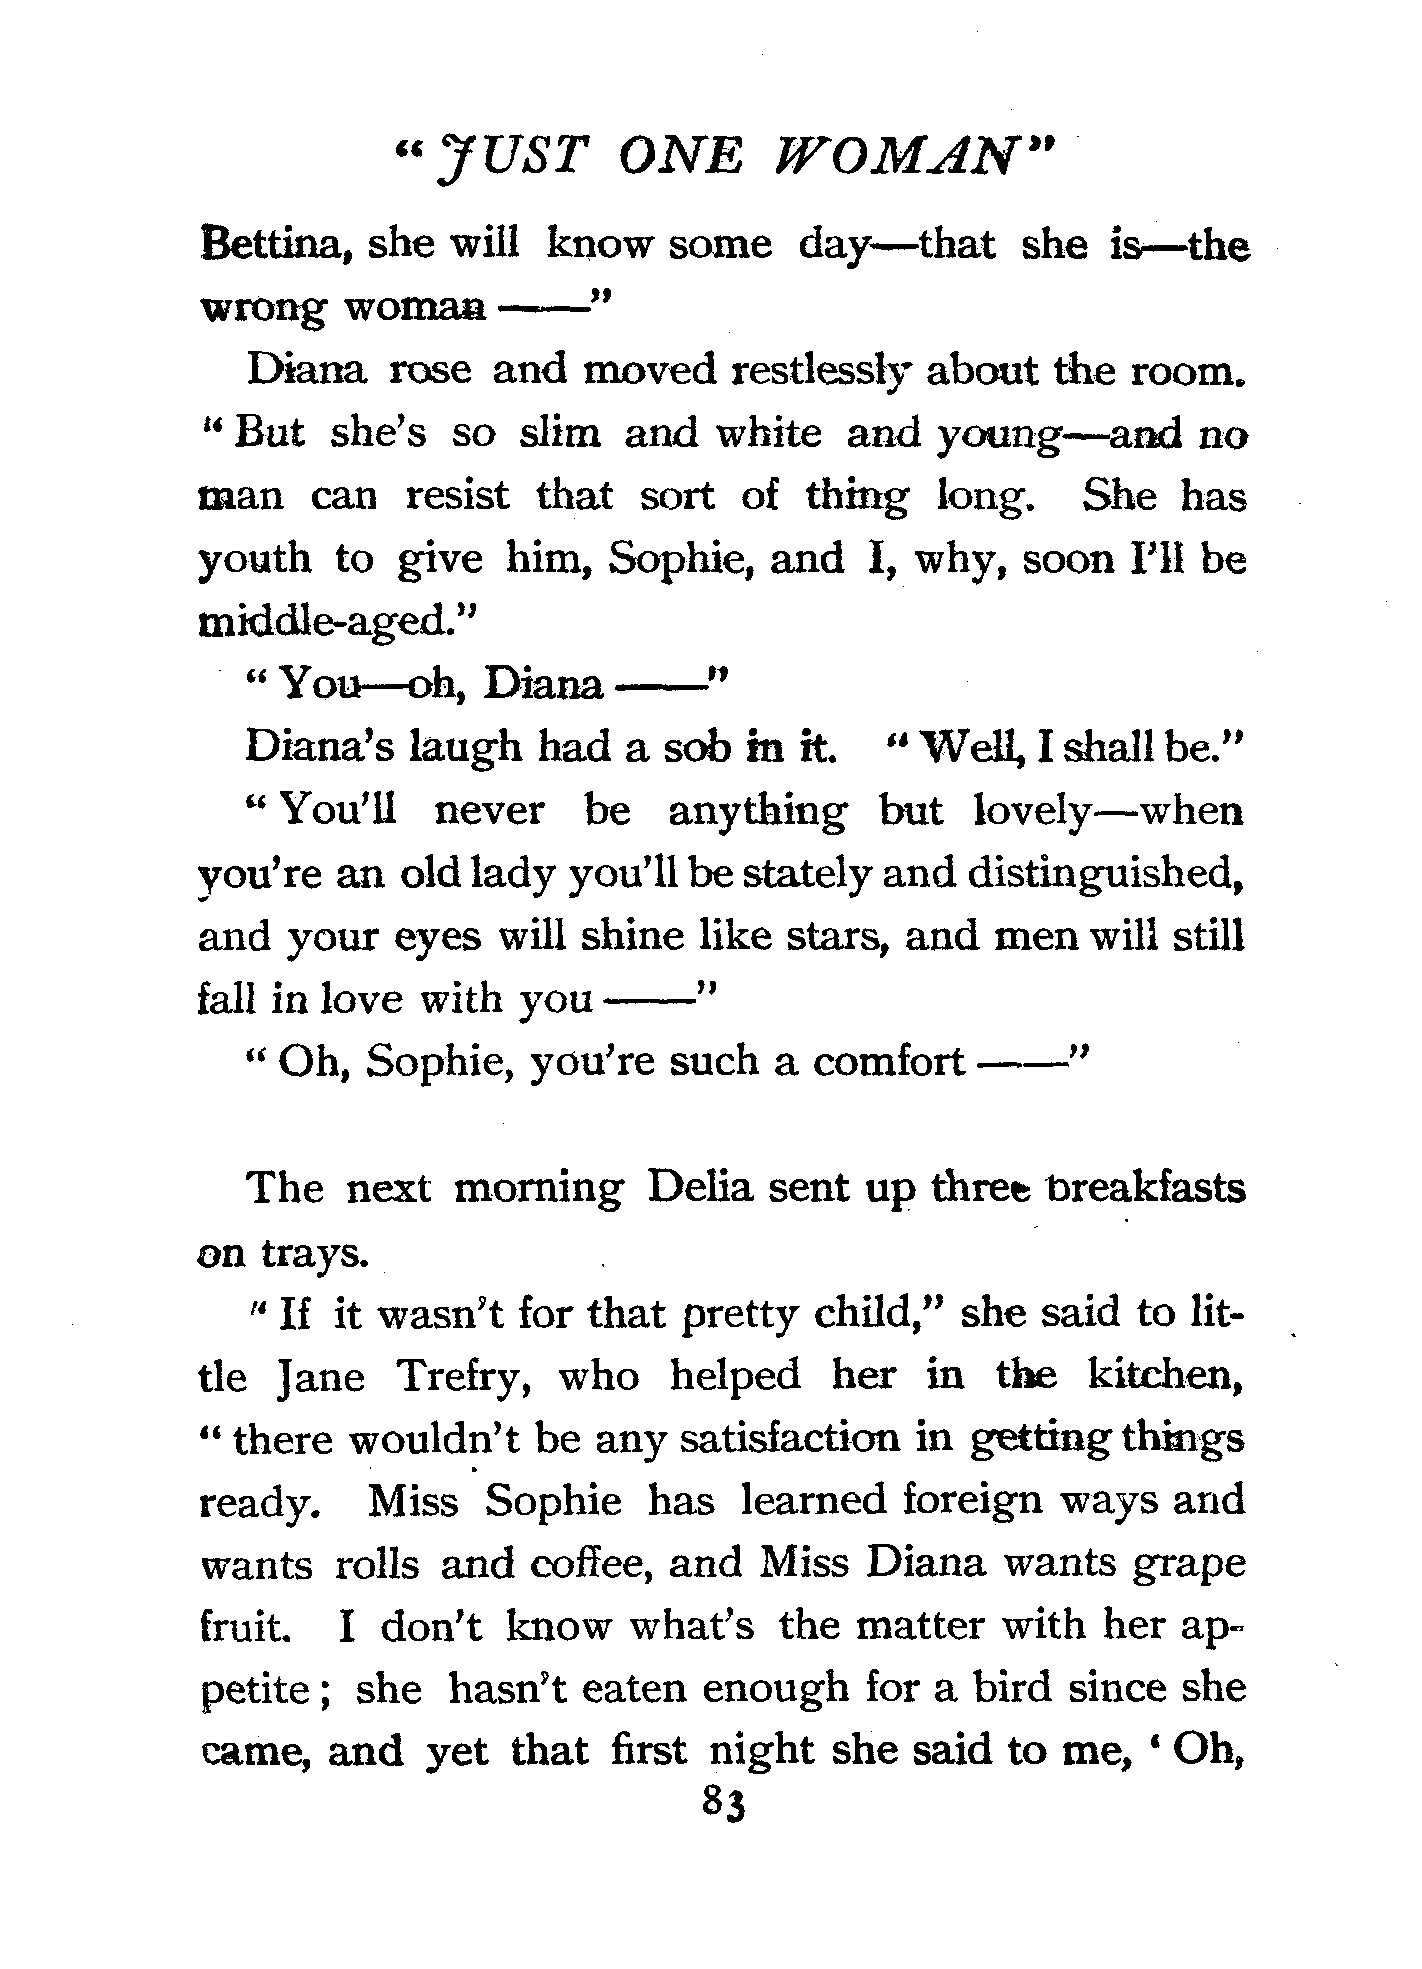 "JUST ONE WOMAN"
Bettina, she will know some day—that she is—the
wrong woman ——"
Diana rose and moved restlessly about the room.
"But she's so slim and white and young—and no
man can resist that sort of thing long. She has
youth to give him, Sophie, and I, why, soon I'll be
middle-aged."
"You—oh, Diana ——"
Diana's laugh had a sob in it. "Well, I shall be."
"You'll never be anything but lovely—when
you're an old lady you'll be stately and distinguished,
and your eyes will shine like stars, and men will still
fall in love with you ——"
"Oh, Sophie, you're such a comfort ——"
The next morning Delia sent up three breakfasts
on trays.
"If it wasn't for that pretty child," she said to lit-
tle Jane Trefry, who helped her in the kitchen,
"there wouldn't be any satisfaction in getting things
ready. Miss Sophie has learned foreign ways and
wants rolls and coffee, and Miss Diana wants grape
fruit. I don't know what's the matter with her ap-
petite; she hasn't eaten enough for a bird since she
came, and yet that first night she said to me, 'Oh,
83